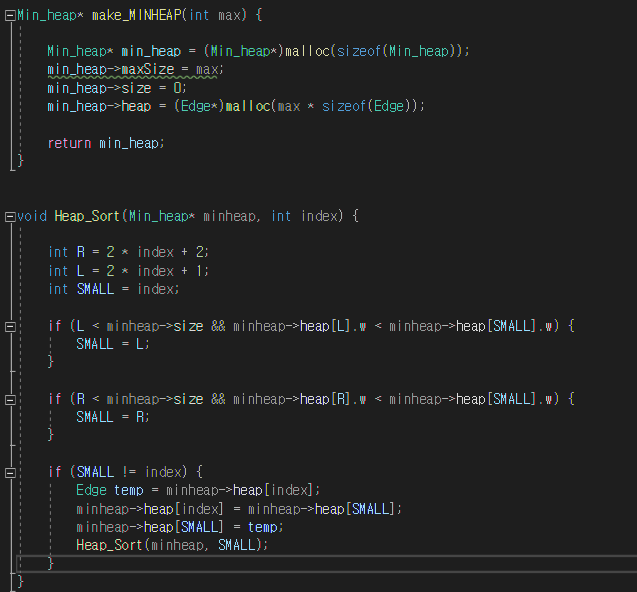 Min_heap* make_MINHEAP(int max) {
Min_heap* min_heap = (Min_heap*)malloc(sizeof(Min_heap));
min_heap->maxSize = max;
min_heap->size = 0;
min_heap->heap = (Edge*)malloc(max * sizeof(Edge));
return min_heap;
}
void Heap_Sort(Min_heap* minheap, int index) {
int R = 2 * index + 2;
int L = 2 * index + 1;
int SMALL = index;
if (L < minheap->size && minheap->heap[L].w < minheap->heap[SMALL].w) {
SMALL = L;
}
if (R < minheap->size && minheap->heap[R].w < minheap->heap[SMALL].w) {
SMALL = R;
}
if (SMALL != index) {
Edge temp = minheap->heap[index];
minheap->heap[index] = minheap->heap[SMALL];
minheap->heap[SMALL] = temp;
Heap_Sort(minheap, SMALL);
}
}